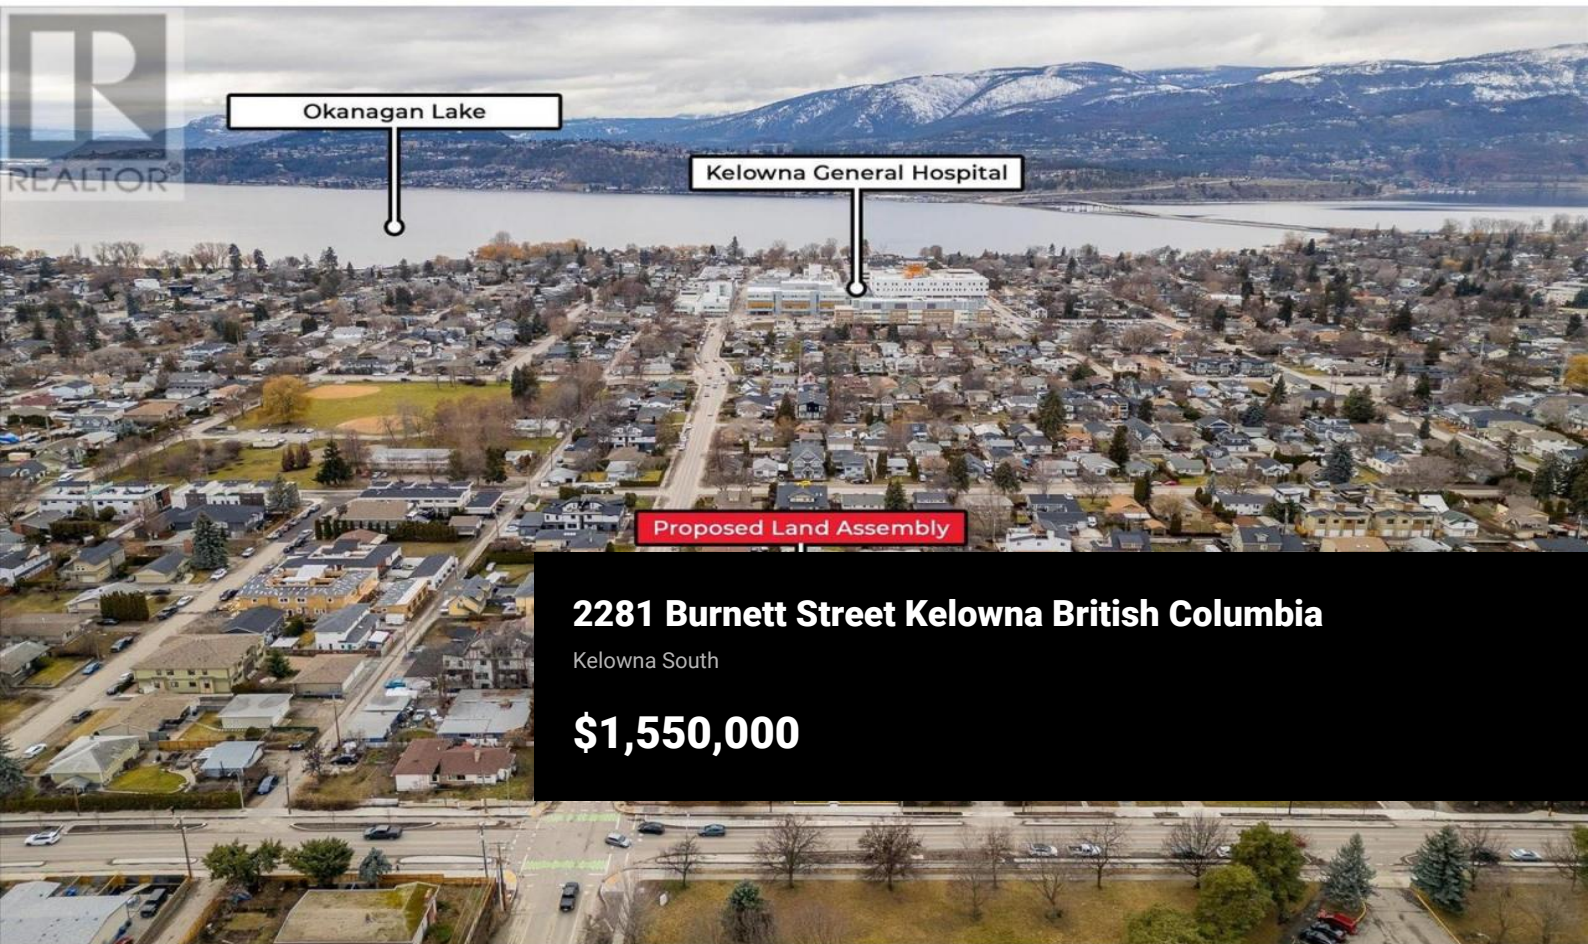 REALTOR®
Okanagan Lake
Kelowna General Hospital
Proposed Land Assembly
2281 Burnett Street Kelowna British Columbia
Kelowna South
$1,550,000